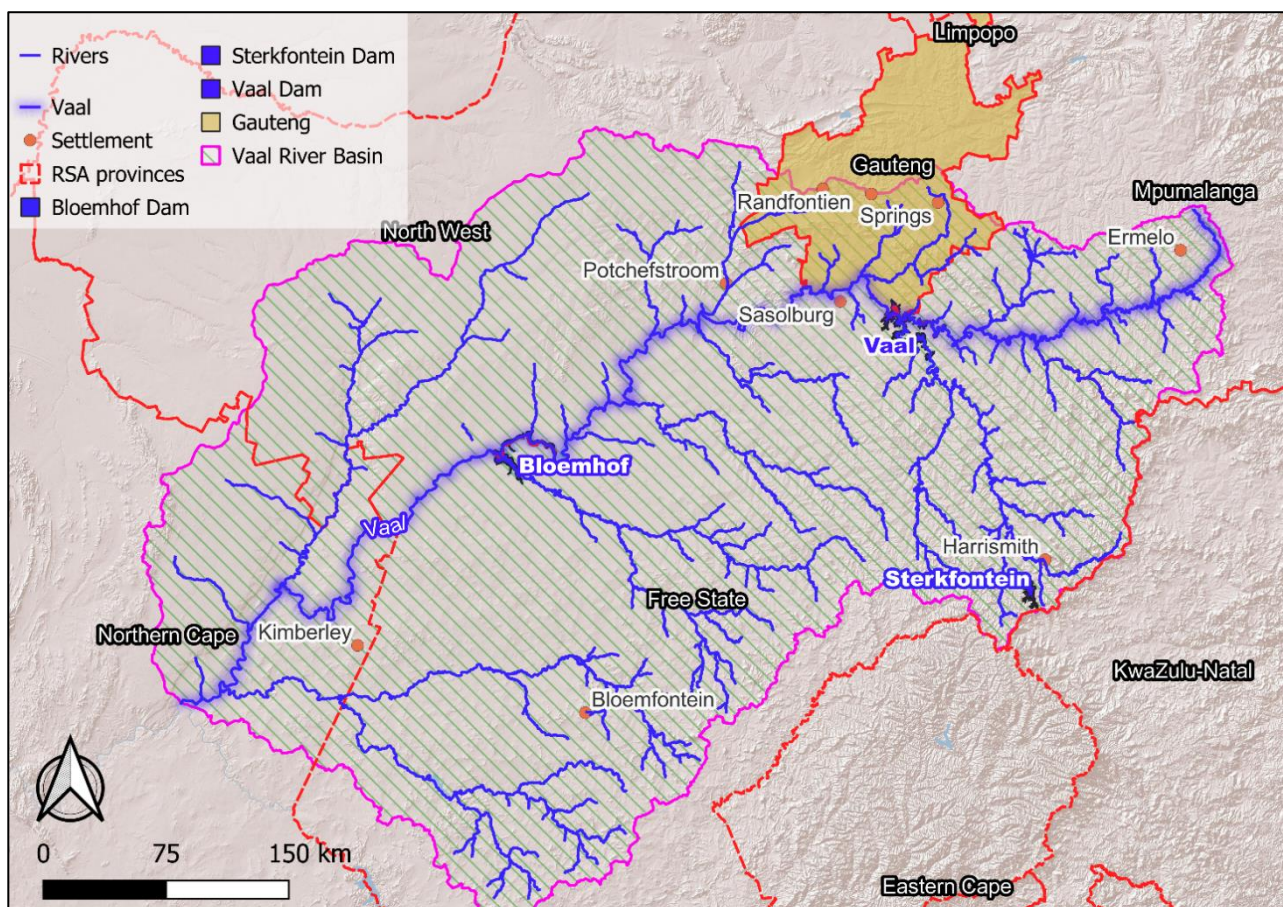 Rivers
Vaal
Settlement
RSA provinces
Bloemhof Dam
Sterkfontein Dam
Vaal Dam
Gauteng
Vaal River Basin
Limpopo
Gauteng
Mpumalanga
Randfontien
Springs
North West
Ermelo
Potchefstroom
Sasolburg
Vaal
Bloemhof
Vaal
Harrismith
Sterkfontein
Free State
Northern Cape
Kimberley
KwaZulu-Natal
Bloemfontein
0 75 150 km
Eastern Cape